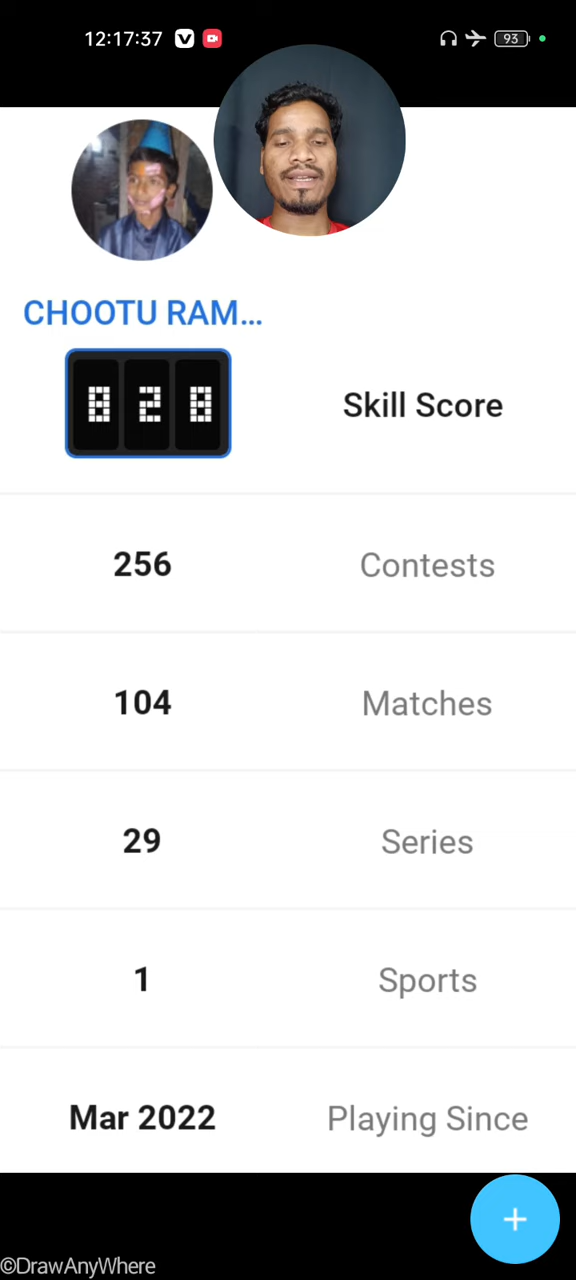 12:17:37
93
CHOOTU RAM...
828
Skill Score
256 Contests
104 Matches
29 Series
1 Sports
Mar 2022 Playing Since
©DrawAnyWhere